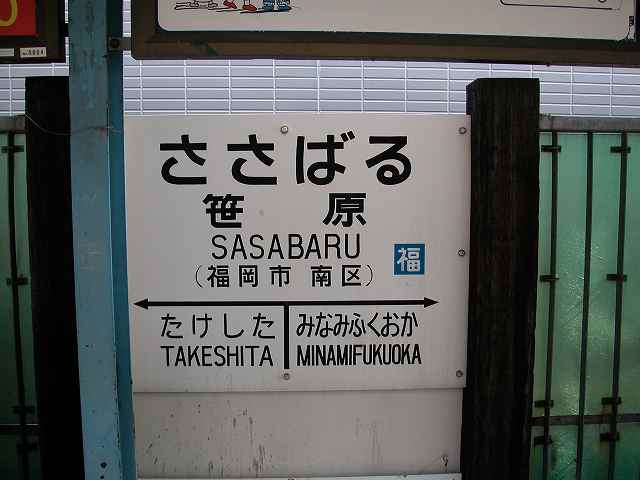 ささばる
笹原
SASABARU
(福岡市 南区)
福
たけした みなみふくおか
TAKESHITA MINAMIFUKUOKA